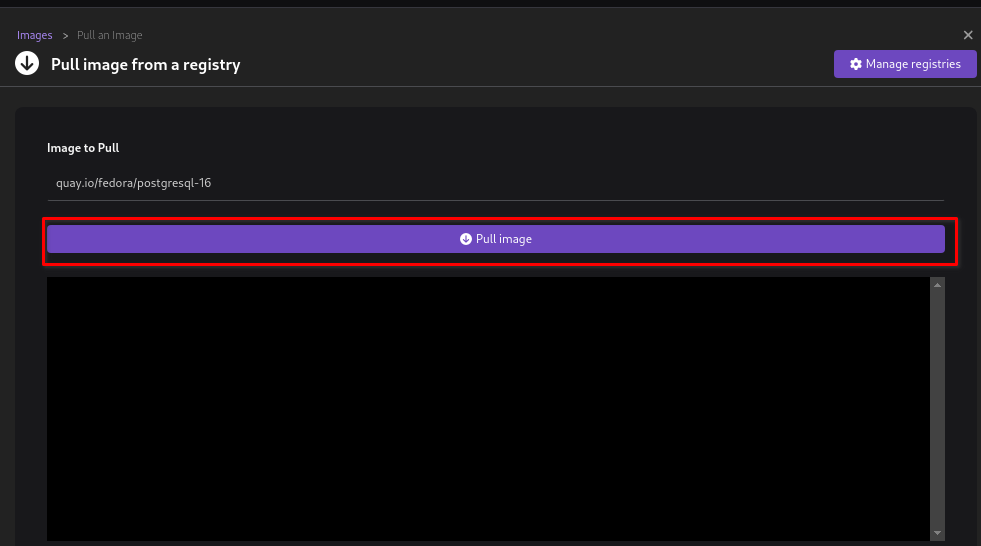 Images > Pull an Image
Pull image from a registry
Manage registries
Image to Pull
quay.io/fedora/postgresql-16
Pull image